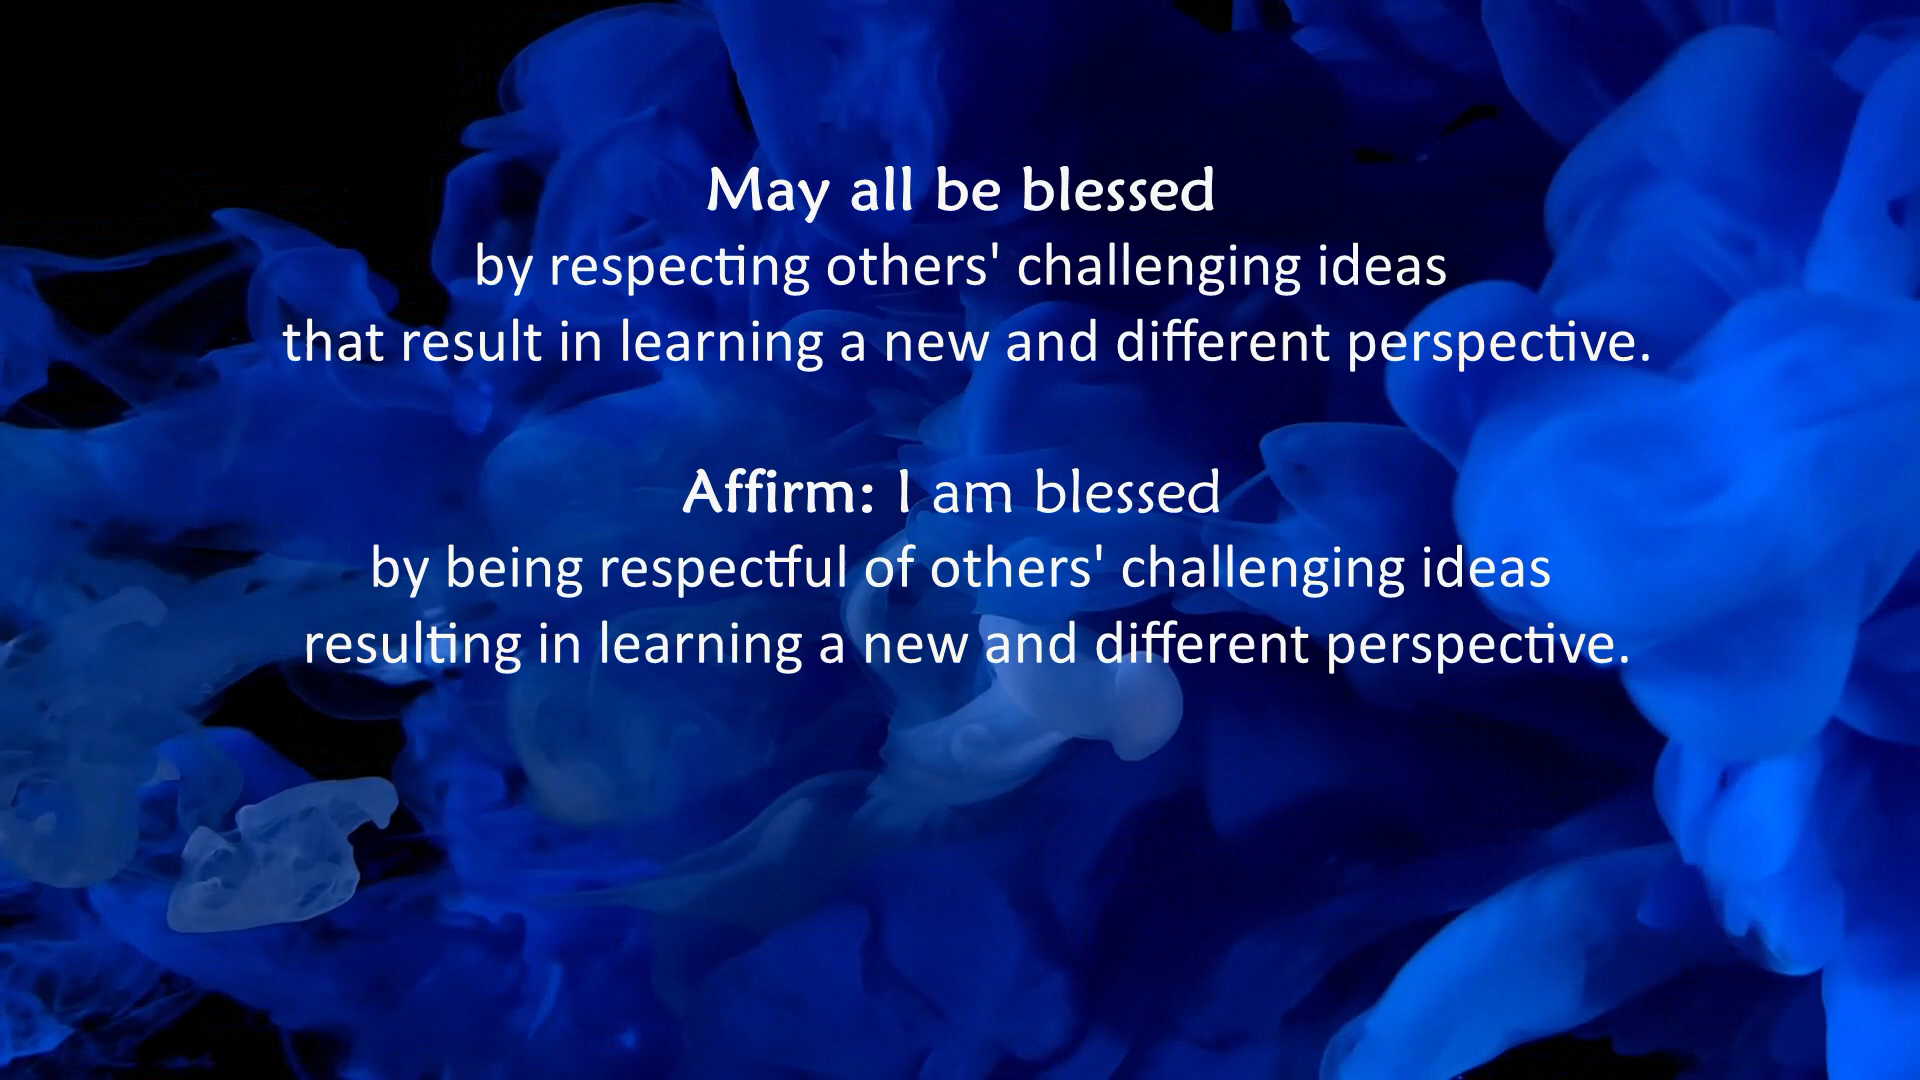 May all be blessed
by respecting others' challenging ideas
that result in learning a new and different perspective.
Affirm: I am blessed
by being respectful of others' challenging ideas
resulting in learning a new and different perspective.